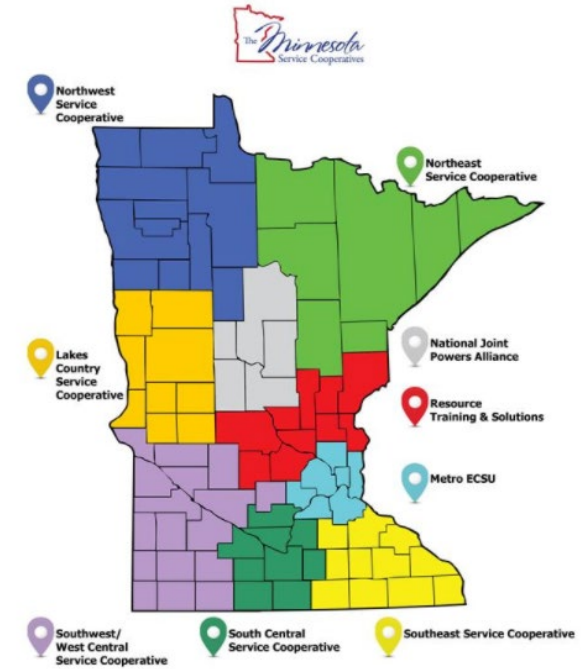 The Minnesota
Service Cooperatives
Northwest
Service
Cooperative
Northeast
Service Cooperative
National Joint
Powers Alliance
Lakes
Country
Service
Cooperative
Resource
Training & Solutions
Metro ECSU
Southwest/
West Central
Service Cooperative
South Central
Service Cooperative
Southeast Service Cooperative